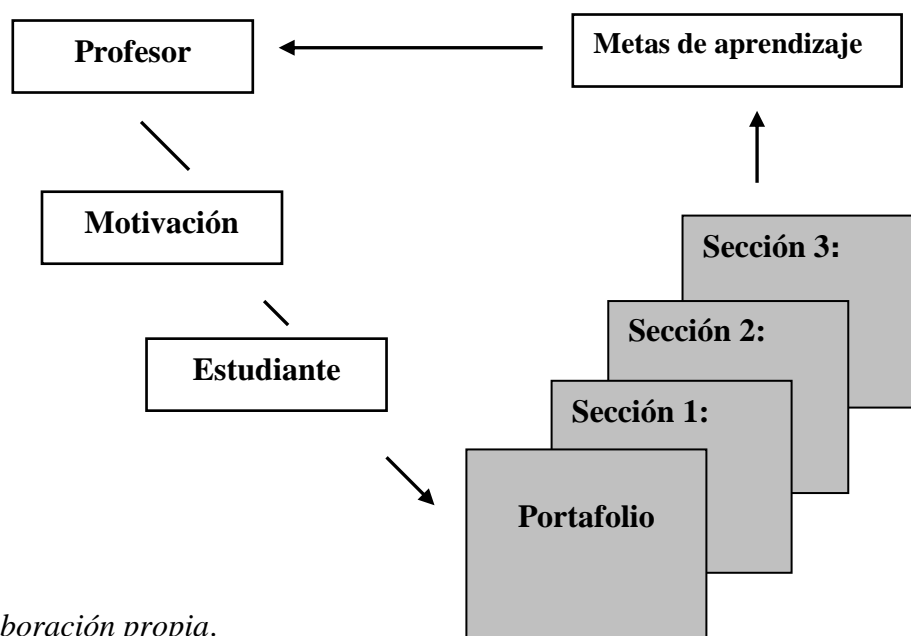 Profesor
Metas de aprendizaje
Motivación
Sección 3:
Sección 2:
Estudiante
Sección 1:
Portafolio
boración propia.